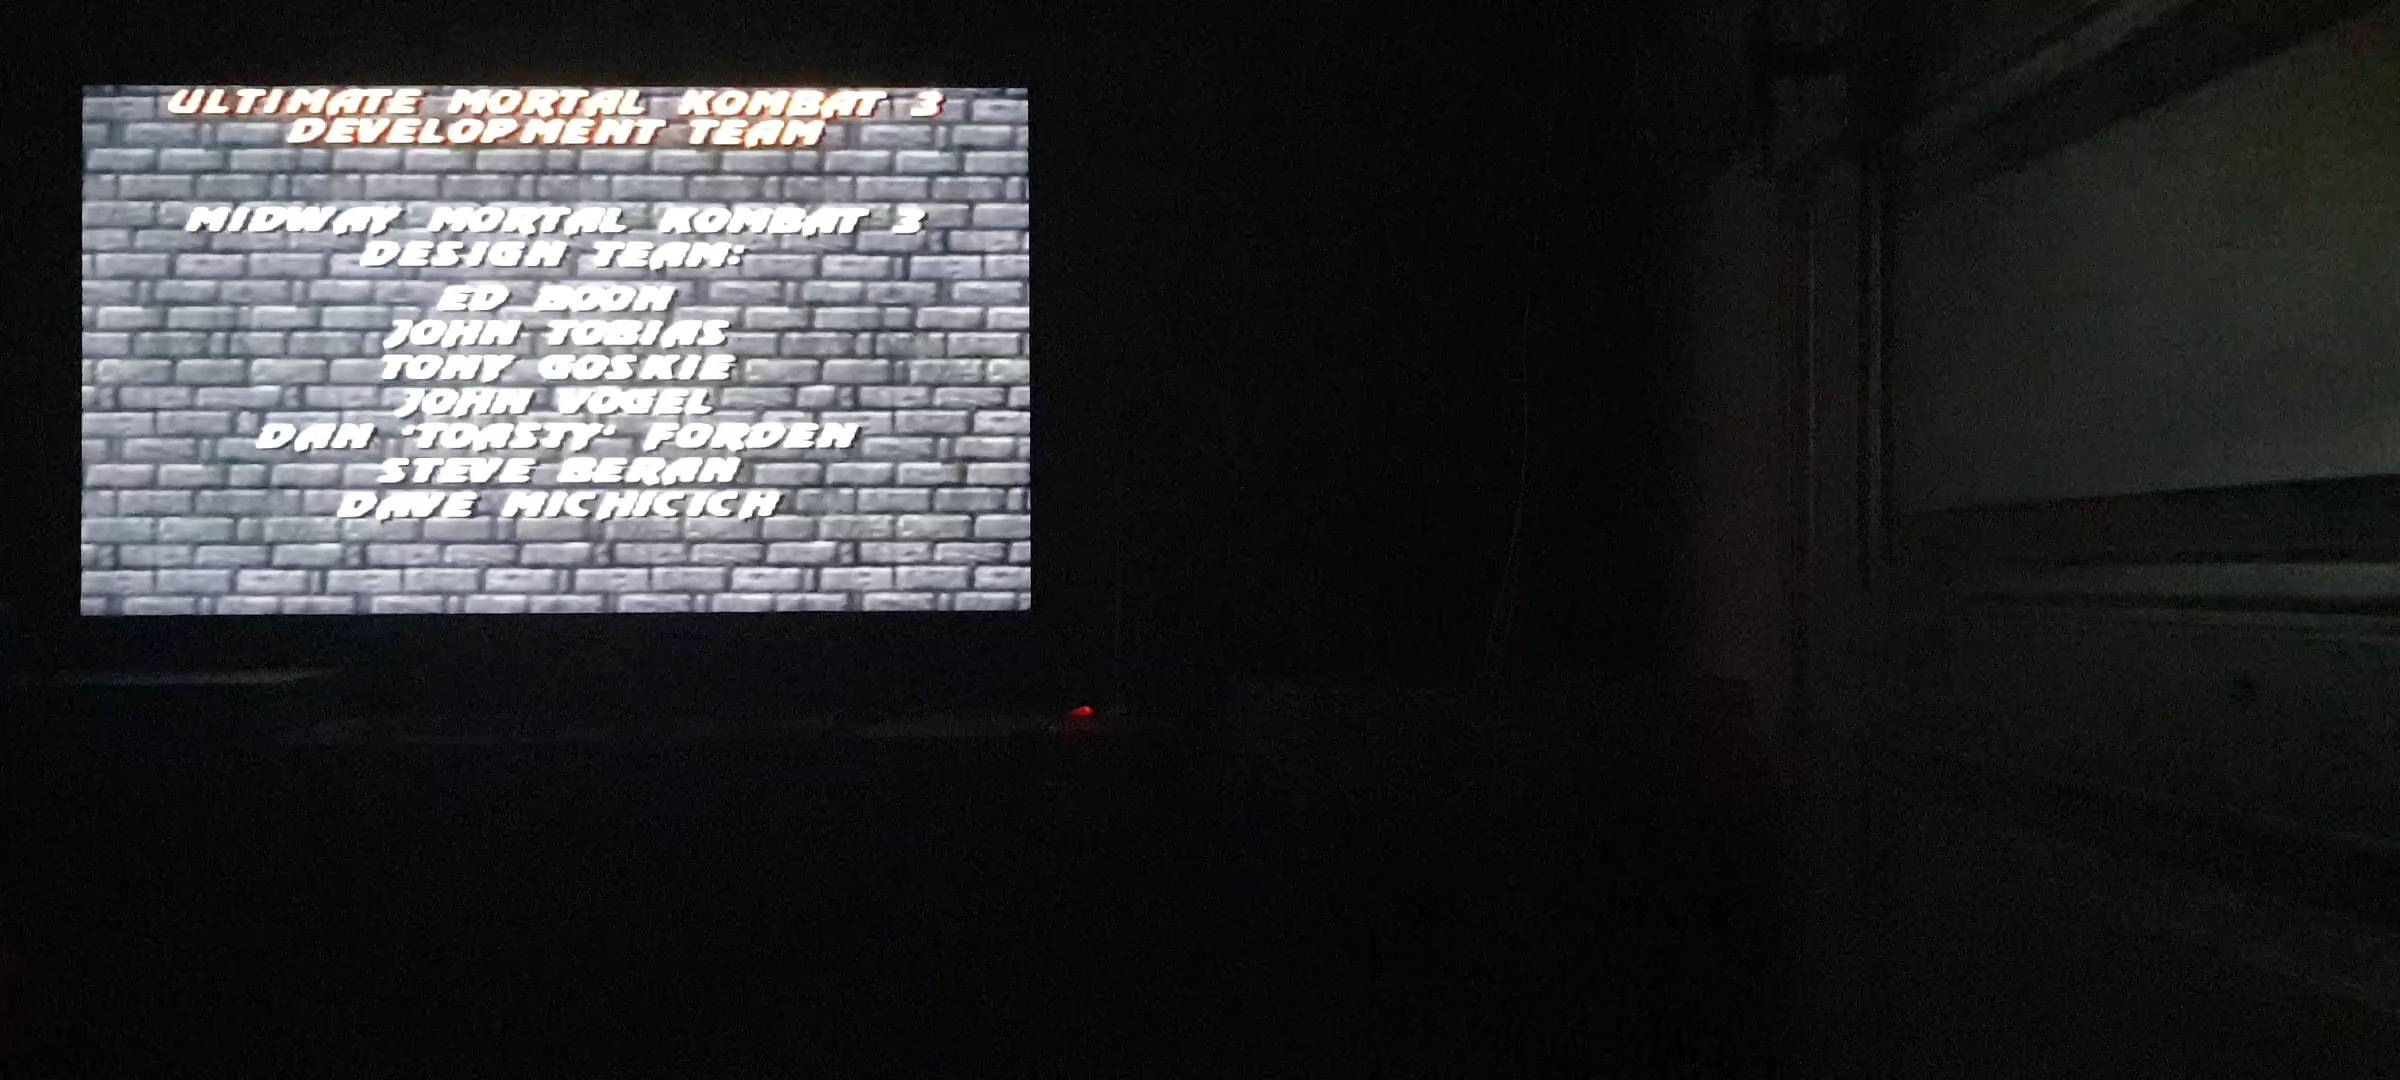 ULTIMATE MORTAL KOMBAT 3
DEVELOPMENT TEAM
MIDWAY MORTAL KOMBAT 3
DESIGN TEAM:
ED BOON
JOHN TOBIAS
TONY GOSKIE
JOHN VOGEL
DAN 'TOASTY' FORDEN
STEVE BERAN
DAVE MICHICICH